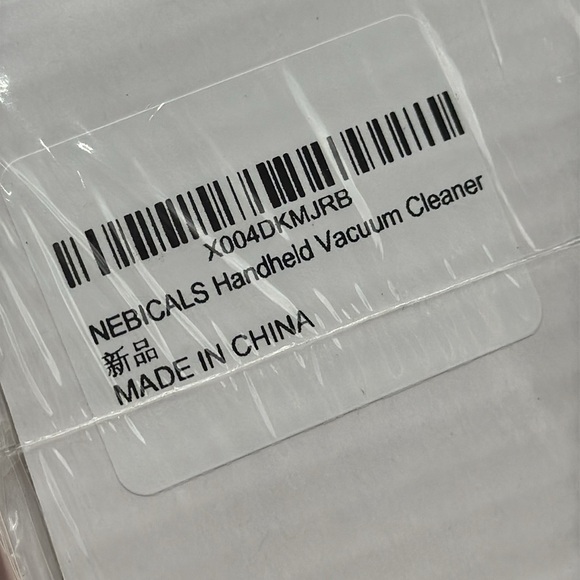 X004DKMJRB
NEBICALS Handheld Vacuum Cleaner
新品
MADE IN CHINA